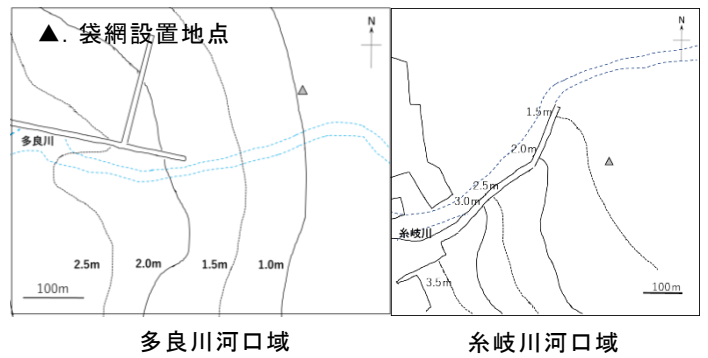 ▲. 袋網設置地点
N
多良川
2.5m
2.0m
1.5m
1.0m
100m
多良川河口域
N
1.5m
2.0m
2.5m
3.0m
糸岐川
3.5m
100m
糸岐川河口域